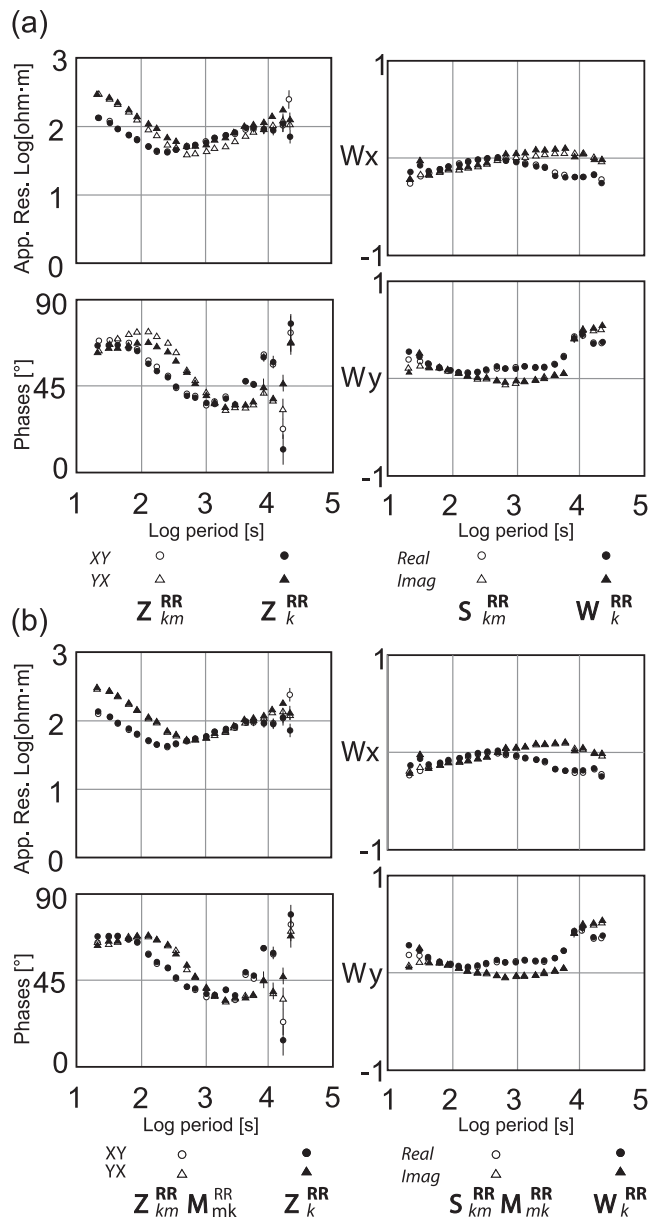 (a)
App. Res. Log[ohm·m]
3
2
1
0
Phases [°]
90
45
0
1 2 3 4 5
Log period [s]
XY
YX
Z RR km
Z RR k
Wx
1
-1
Wy
1
-1
1 2 3 4 5
Log period [s]
Real
Imag
S RR km
W RR k
(b)
App. Res. Log[ohm·m]
3
2
1
0
Phases [°]
90
45
0
1 2 3 4 5
Log period [s]
XY
YX
Z RR km M RR mk
Z RR k
Wx
1
-1
Wy
1
-1
1 2 3 4 5
Log period [s]
Real
Imag
S RR km M RR mk
W RR k